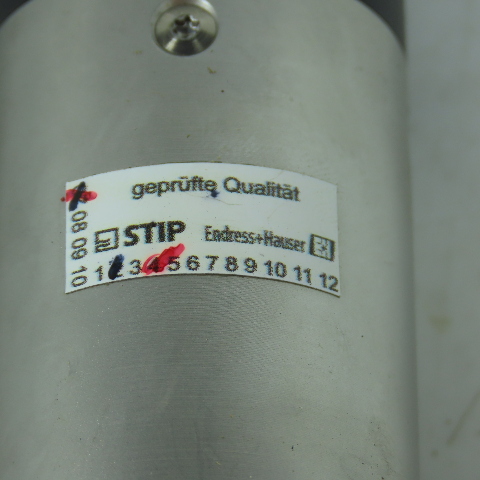 geprüfte Qualität
STIP Endress+Hauser
08 09 10
1 3 4 5 6 7 8 9 10 11 12